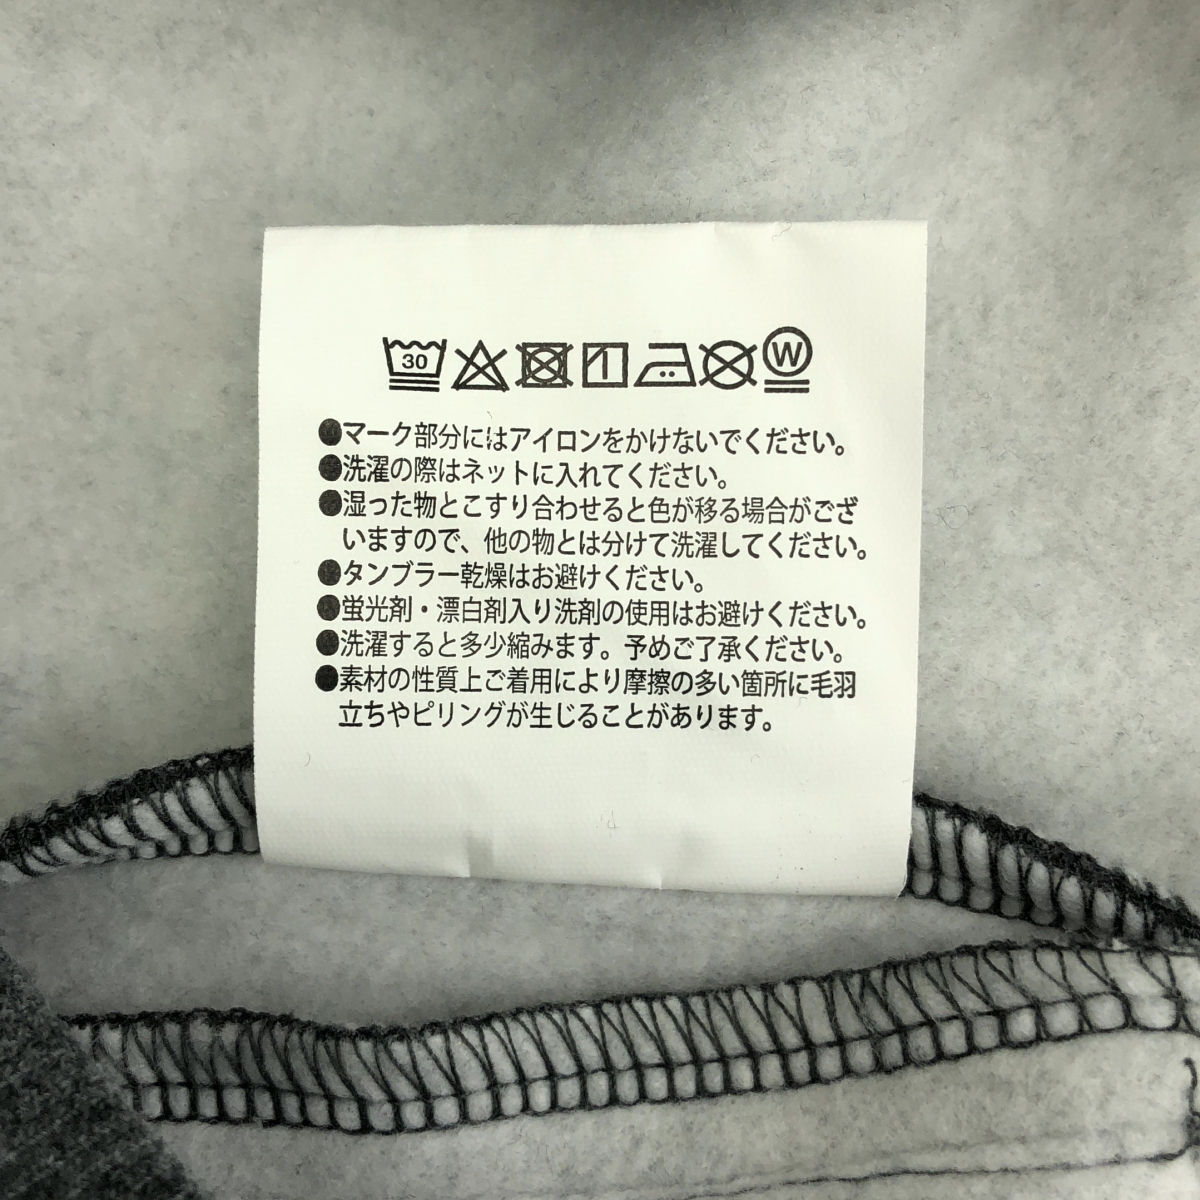 30 W
●マーク部分にはアイロンをかけないでください。
●洗濯の際はネットに入れてください。
●湿った物とこすり合わせると色が移る場合がござ
いますので、他の物とは分けて洗濯してください。
●タンブラー乾燥はお避けください。
●蛍光剤・漂白剤入り洗剤の使用はお避けください。
●洗濯すると多少縮みます。予めご了承ください。
●素材の性質上ご着用により摩擦の多い箇所に毛羽
立ちやピリングが生じることがあります。